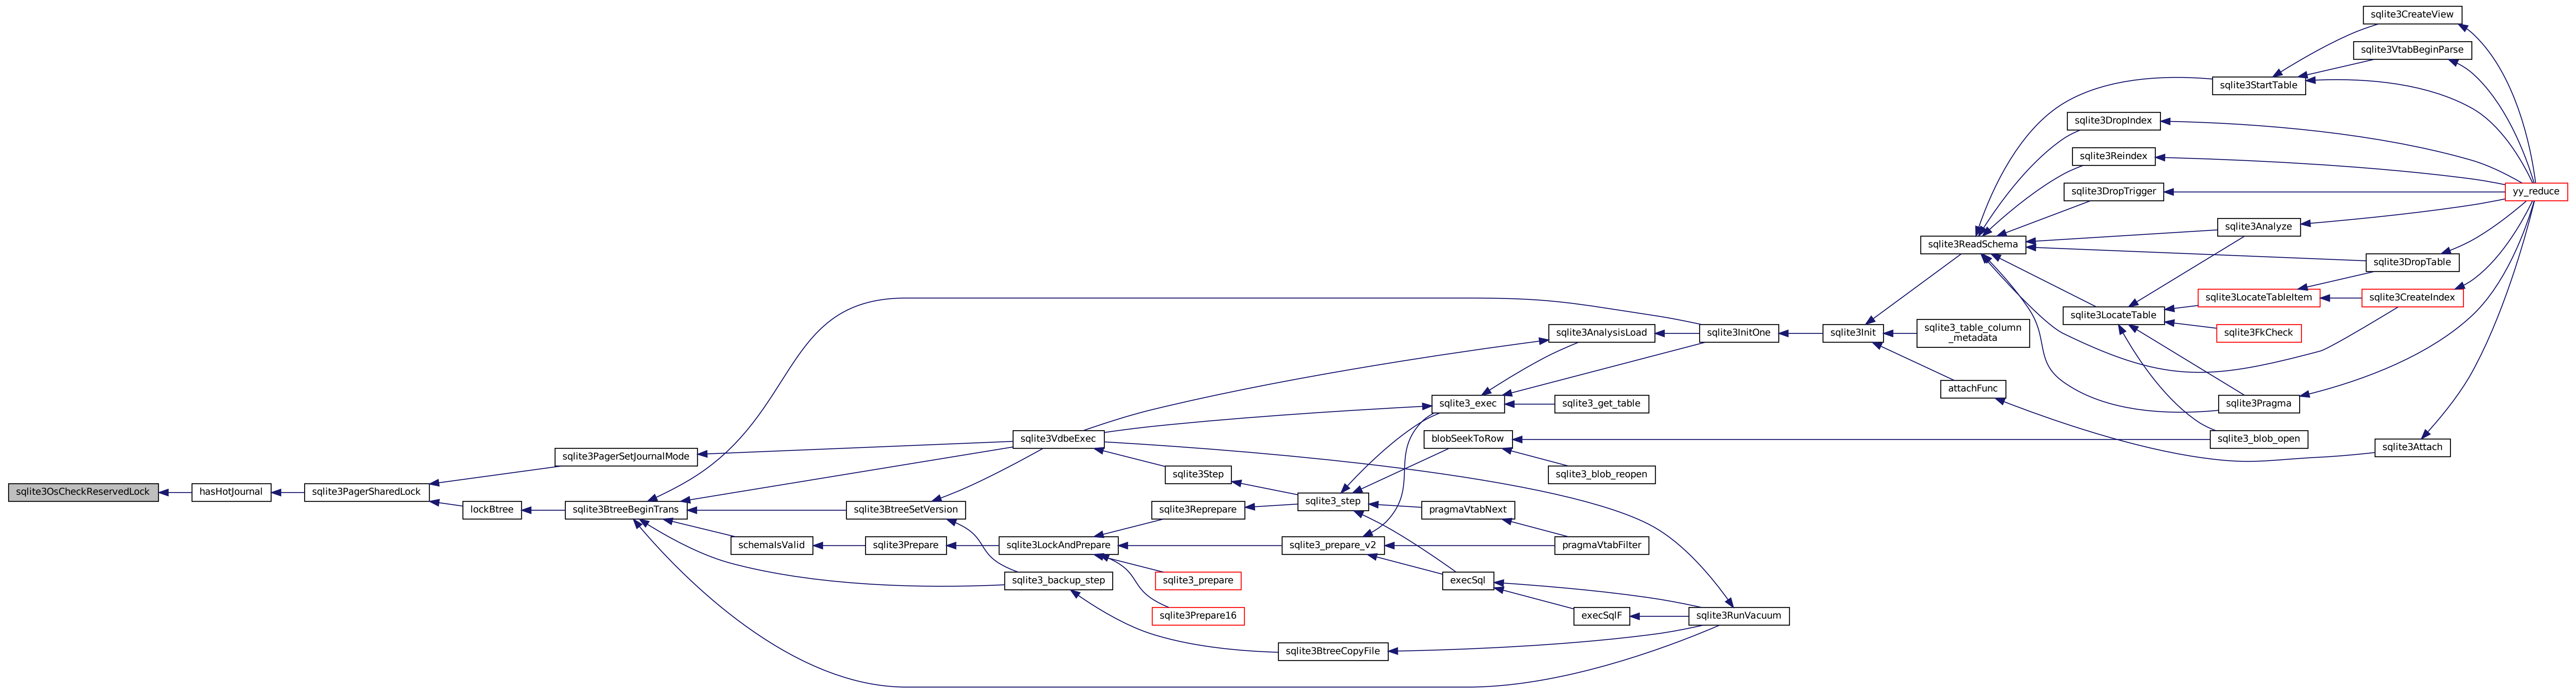 sqlite3CreateView
sqlite3VtabBeginParse
sqlite3StartTable
sqlite3DropIndex
sqlite3Reindex
sqlite3DropTrigger
yy_reduce
sqlite3Analyze
sqlite3ReadSchema
sqlite3DropTable
sqlite3LocateTableItem
sqlite3CreateIndex
sqlite3LocateTable
sqlite3FkCheck
sqlite3AnalysisLoad
sqlite3InitOne
sqlite3Init
sqlite3_table_column
_metadata
attachFunc
sqlite3_exec
sqlite3_get_table
sqlite3Pragma
sqlite3VdbeExec
blobSeekToRow
sqlite3_blob_open
sqlite3Attach
sqlite3PagerSetJournalMode
sqlite3Step
sqlite3_blob_reopen
sqlite3OsCheckReservedLock
hasHotJournal
sqlite3PagerSharedLock
sqlite3_step
lockBtree
sqlite3BtreeBeginTrans
sqlite3BtreeSetVersion
sqlite3Reprepare
pragmaVtabNext
schemaIsValid
sqlite3Prepare
sqlite3LockAndPrepare
sqlite3_prepare_v2
pragmaVtabFilter
sqlite3_backup_step
sqlite3_prepare
execSql
sqlite3Prepare16
execSqlF
sqlite3RunVacuum
sqlite3BtreeCopyFile